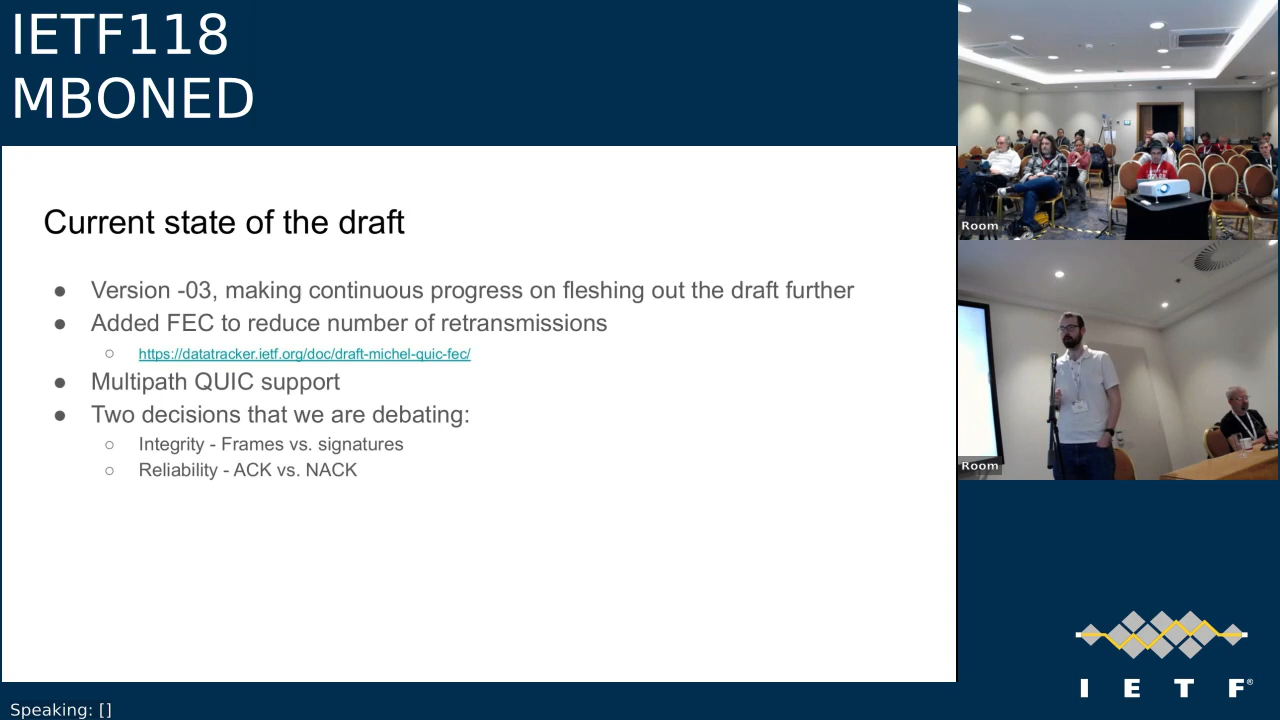 IETF118
MBONED
Current state of the draft
● Version -03, making continuous progress on fleshing out the draft further
● Added FEC to reduce number of retransmissions
○ https://datatracker.ietf.org/doc/draft-michel-quic-fec/
● Multipath QUIC support
● Two decisions that we are debating:
○ Integrity - Frames vs. signatures
○ Reliability - ACK vs. NACK
Room
Room
I E T F®
Speaking: []